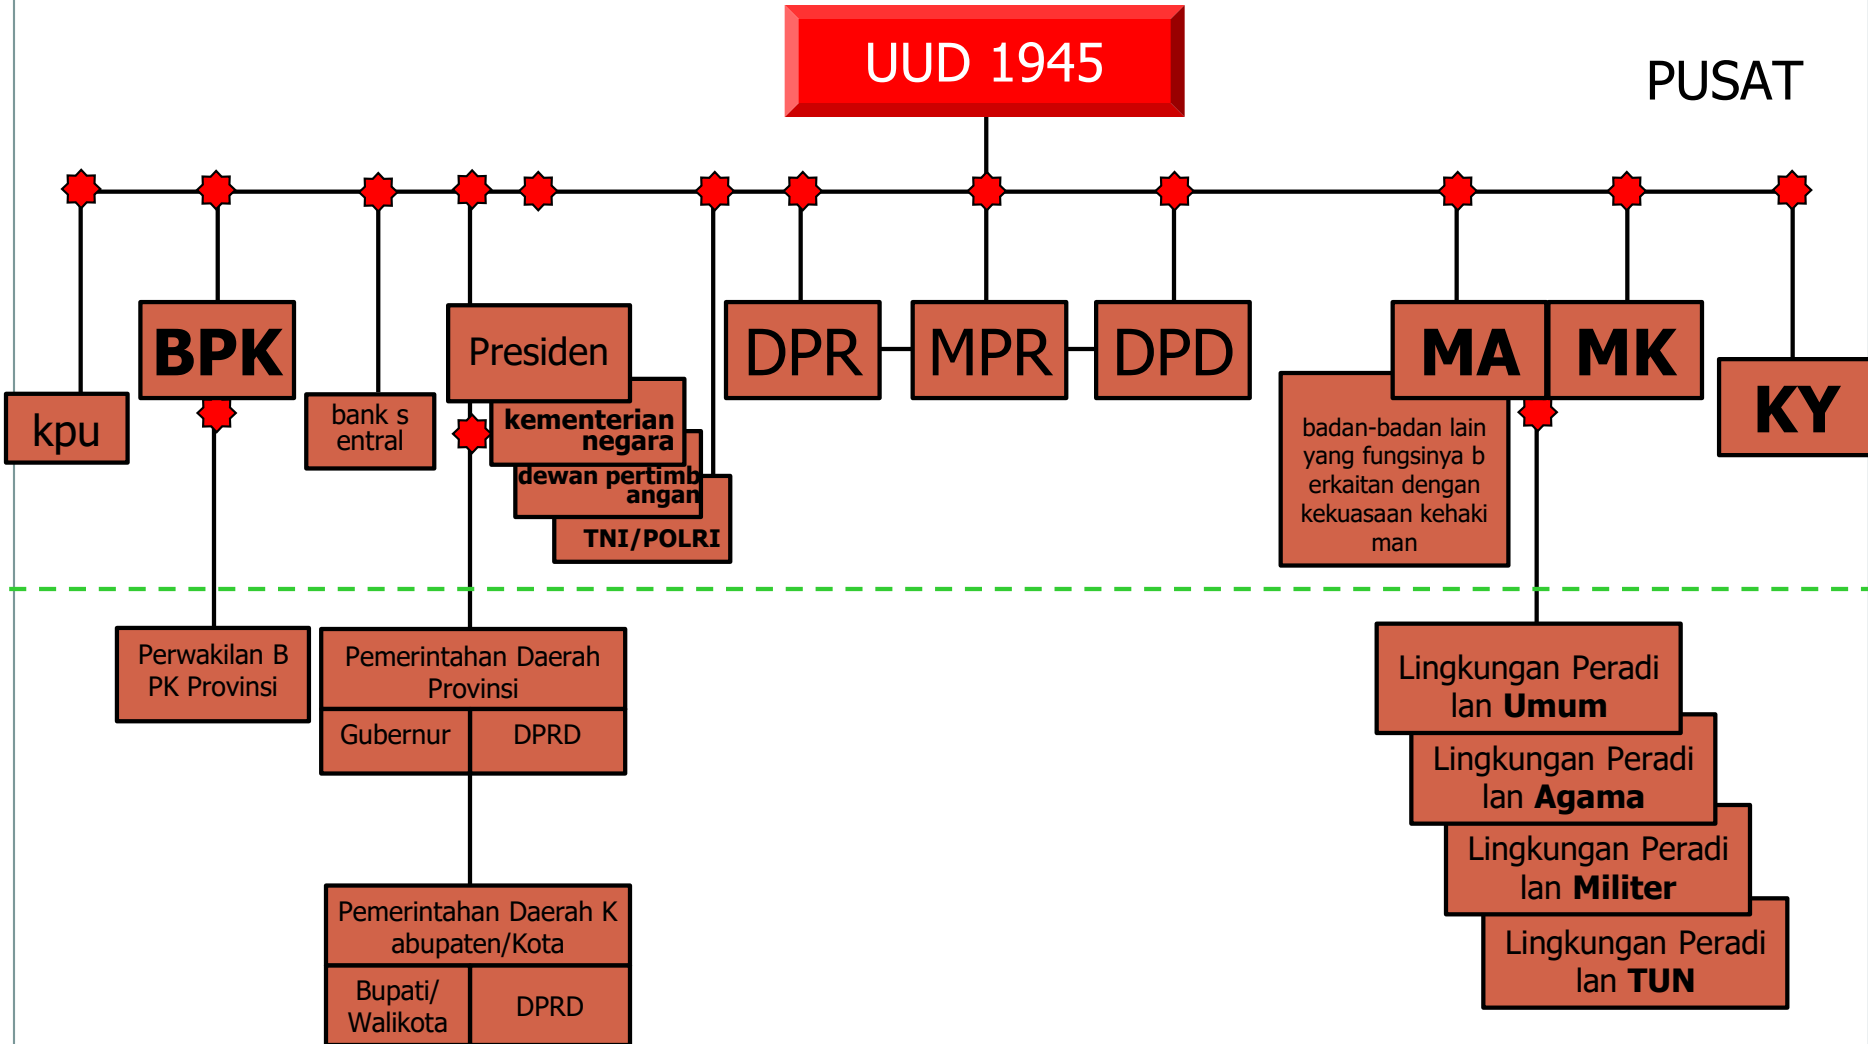 UUD 1945
PUSAT
kpu
BPK
bank s
entral
Presiden
kementerian
negara
dewan pertimb
angan
TNI/POLRI
DPR
MPR
DPD
MA
MK
KY
badan-badan lain
yang fungsinya b
erkaitan dengan
kekuasaan kehaki
man
Perwakilan B
PK Provinsi
Pemerintahan Daerah
Provinsi
Gubernur
DPRD
Pemerintahan Daerah K
abupaten/Kota
Bupati/
Walikota
DPRD
Lingkungan Peradi
lan Umum
Lingkungan Peradi
lan Agama
Lingkungan Peradi
lan Militer
Lingkungan Peradi
lan TUN